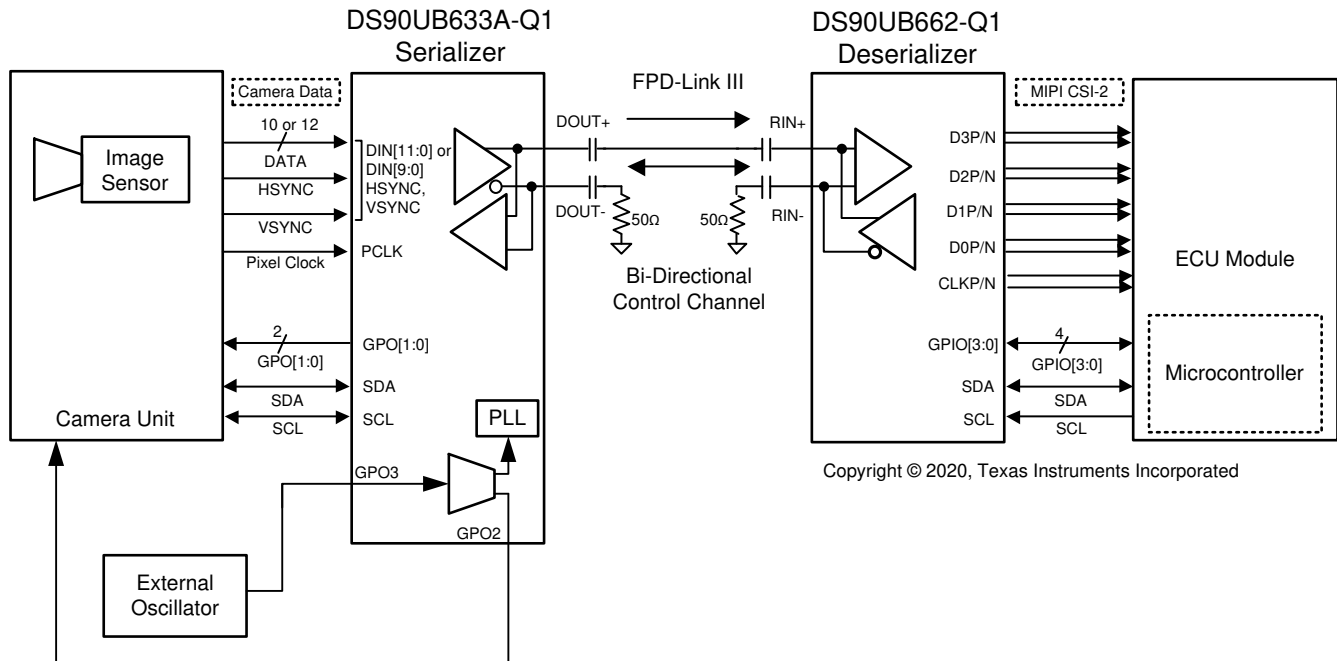 DS90UB633A-Q1
Serializer
DS90UB662-Q1
Deserializer
Camera Data
FPD-Link III
MIPI CSI-2
Image
Sensor
10 or 12
DATA
HSYNC
VSYNC
Pixel Clock
DIN[11:0] or
DIN[9:0]
HSYNC,
VSYNC
PCLK
DOUT+
DOUT-
50Ω
50Ω
RIN+
RIN-
Bi-Directional
Control Channel
D3P/N
D2P/N
D1P/N
D0P/N
CLKP/N
ECU Module
2
GPO[1:0]
GPO[1:0]
SDA
SDA
SCL
SCL
Camera Unit
PLL
GPIO[3:0]
4
GPIO[3:0]
SDA
SDA
SCL
SCL
Microcontroller
GPO3
GPO2
Copyright © 2020, Texas Instruments Incorporated
External
Oscillator